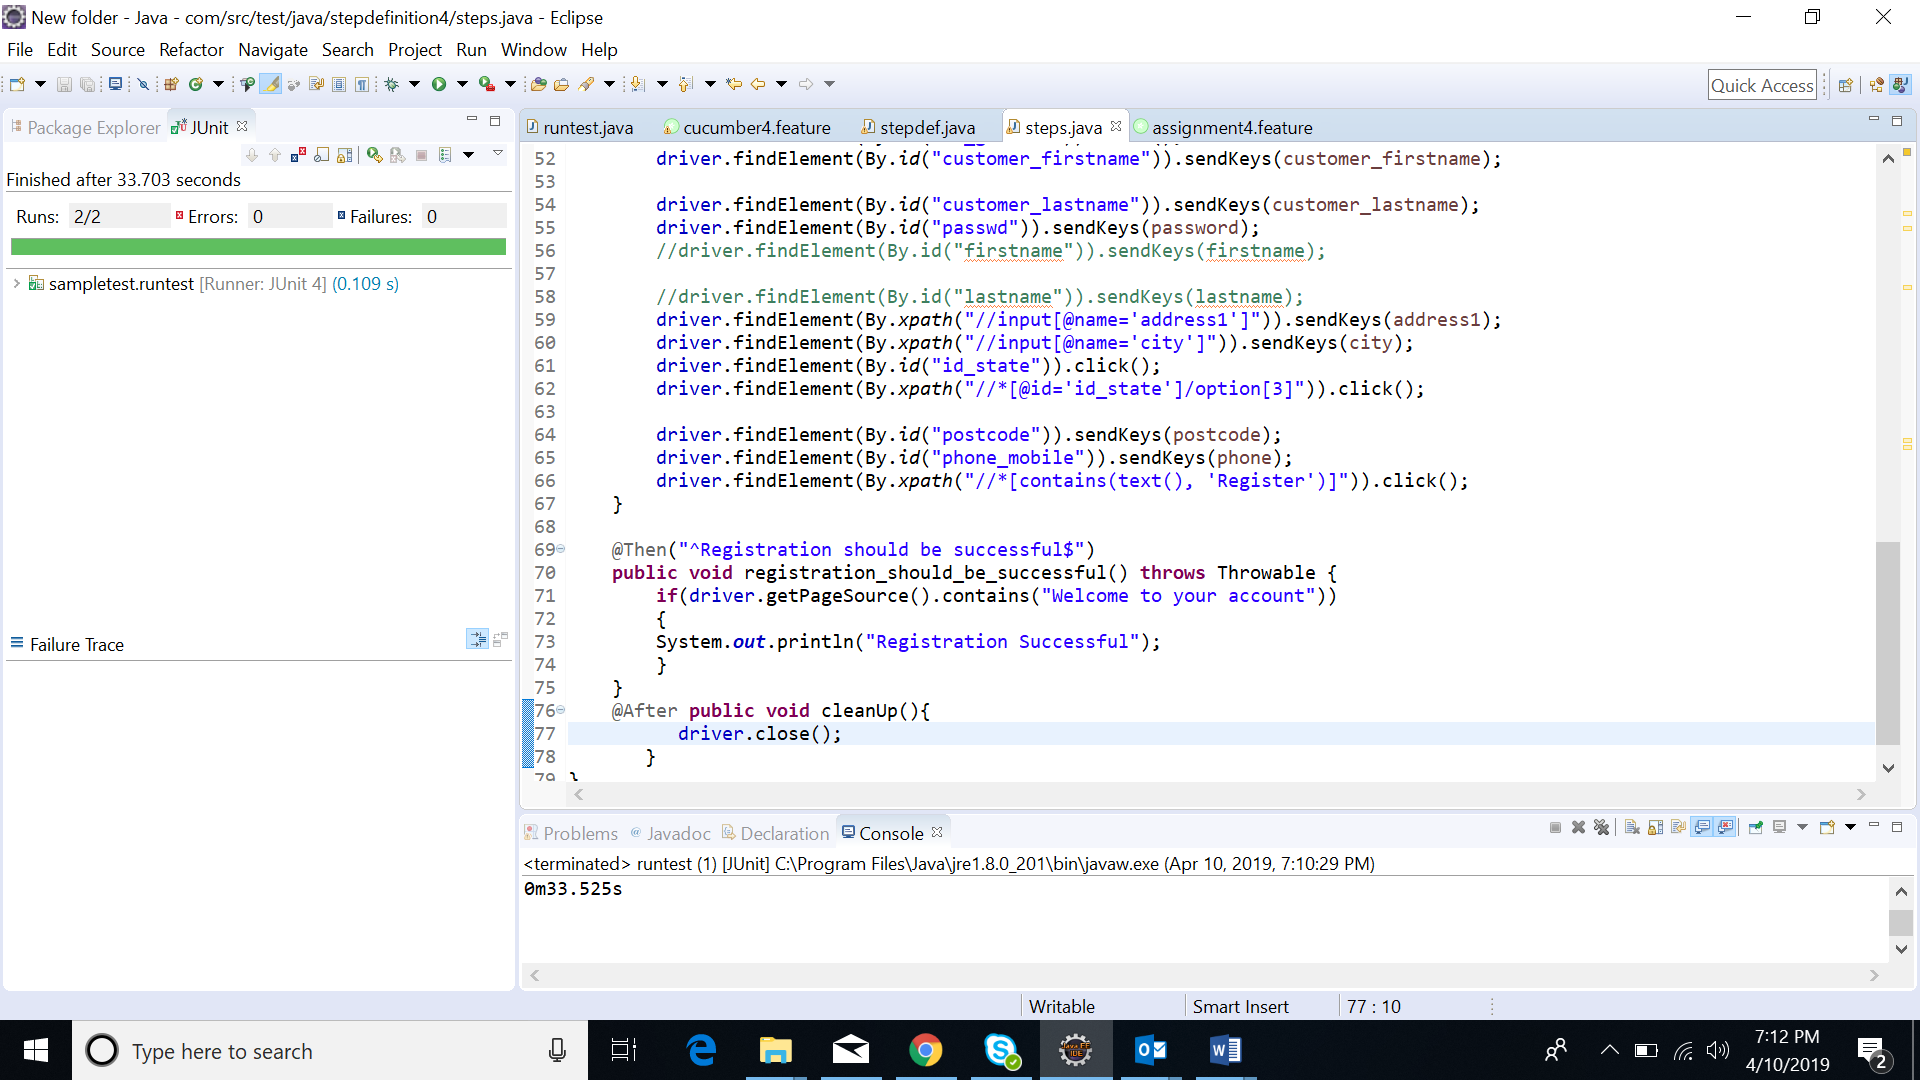 New folder - Java - com/src/test/java/stepdefinition4/steps.java - Eclipse
File Edit Source Refactor Navigate Search Project Run Window Help
Quick Access
Package Explorer JUnit
Finished after 33.703 seconds
Runs: 2/2 Errors: 0 Failures: 0
sampletest.runtest [Runner: JUnit 4] (0.109 s)
Failure Trace
runtest.java cucumber4.feature stepdef.java steps.java assignment4.feature
52 driver.findElement(By.id("customer_firstname")).sendKeys(customer_firstname);
53
54 driver.findElement(By.id("customer_lastname")).sendKeys(customer_lastname);
55 driver.findElement(By.id("passwd")).sendKeys(password);
56 //driver.findElement(By.id("firstname")).sendKeys(firstname);
57
58 //driver.findElement(By.id("lastname")).sendKeys(lastname);
59 driver.findElement(By.xpath("//input[@name='address1']")).sendKeys(address1);
60 driver.findElement(By.xpath("//input[@name='city']")).sendKeys(city);
61 driver.findElement(By.id("id_state")).click();
62 driver.findElement(By.xpath("//*[@id='id_state']/option[3]")).click();
63
64 driver.findElement(By.id("postcode")).sendKeys(postcode);
65 driver.findElement(By.id("phone_mobile")).sendKeys(phone);
66 driver.findElement(By.xpath("//*[contains(text(), 'Register')]")).click();
67 }
68
69 @Then("^Registration should be successful$")
70 public void registration_should_be_successful() throws Throwable {
71 if(driver.getPageSource().contains("Welcome to your account"))
72 {
73 System.out.println("Registration Successful");
74 }
75 }
76 @After public void cleanUp(){
77 driver.close();
78 }
79 }
Problems @ Javadoc Declaration Console
<terminated> runtest (1) [JUnit] C:\Program Files\Java\jre1.8.0_201\bin\javaw.exe (Apr 10, 2019, 7:10:29 PM)
0m33.525s
Writable Smart Insert 77 : 10
Type here to search
7:12 PM
4/10/2019
2